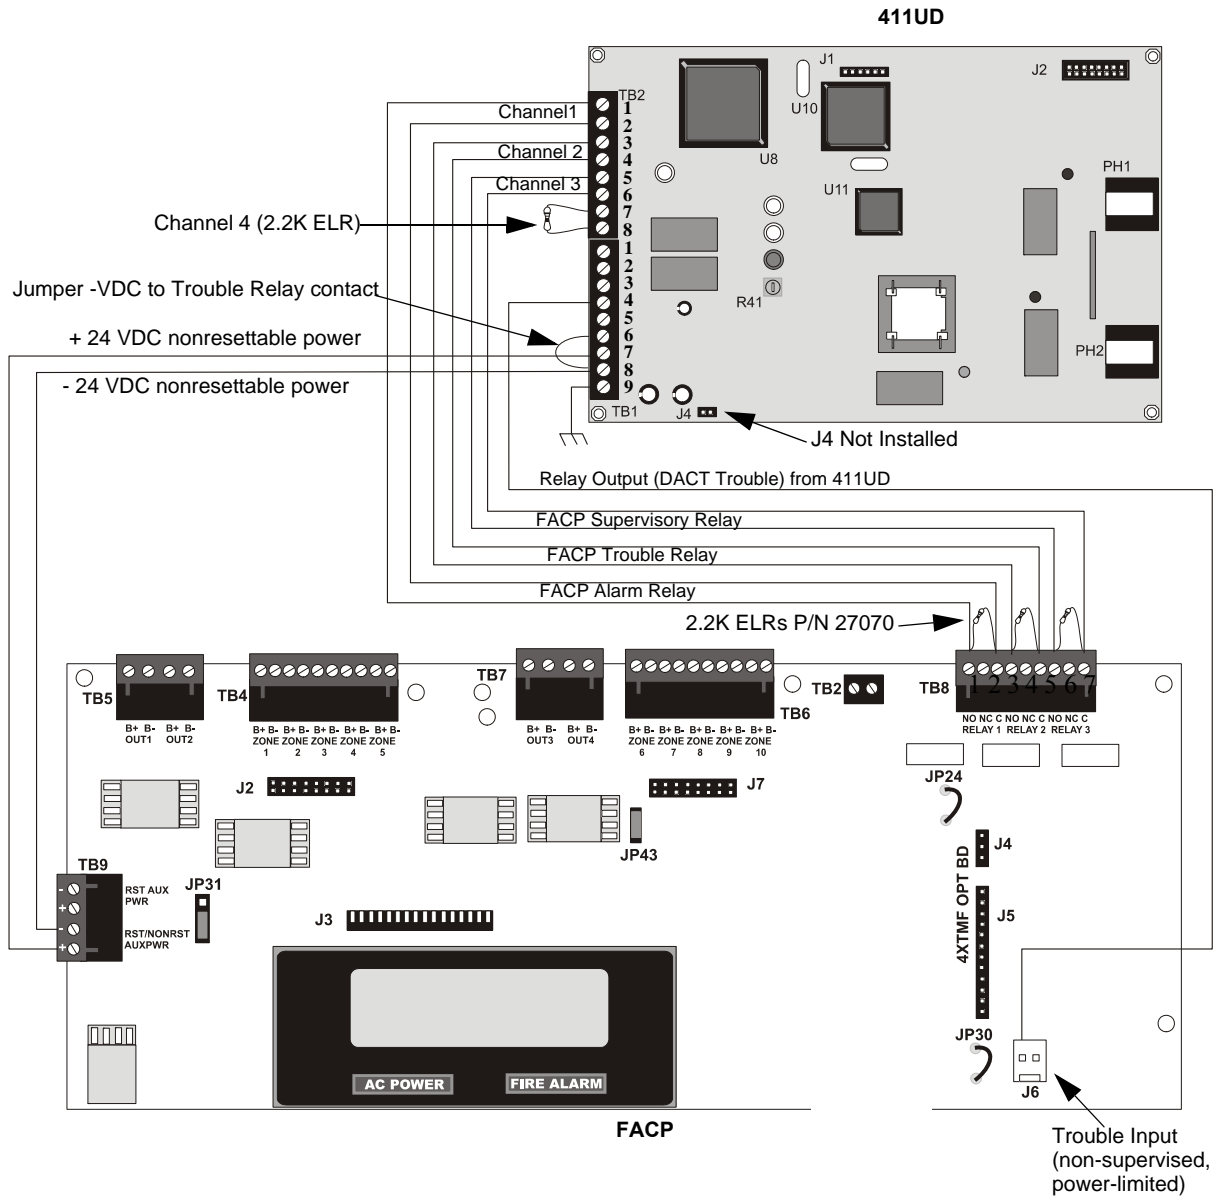 411UD
J1
J2
TB2
U10
1
Channel1
2
3
Channel 2
4
U8
PH1
5
Channel 3
6
U11
7
Channel 4 (2.2K ELR)
8
1
2
Jumper -VDC to Trouble Relay contact
3
R41
4
5
+ 24 VDC nonresettable power
6
7
PH2
- 24 VDC nonresettable power
8
9
TB1
J4
J4 Not Installed
Relay Output (DACT Trouble) from 411UD
FACP Supervisory Relay
FACP Trouble Relay
FACP Alarm Relay
2.2K ELRs P/N 27070
TB5
TB4
TB7
TB6
TB2
TB8
1 2 3 4 5 6 7
B+ B- B+ B-
OUT1 OUT2
B+ B- B+ B- B+ B- B+ B- B+ B-
ZONE ZONE ZONE ZONE ZONE
1 2 3 4 5
B+ B- B+ B-
OUT3 OUT4
B+ B- B+ B- B+ B- B+ B- B+ B-
ZONE ZONE ZONE ZONE ZONE
6 7 8 9 10
NO NC C NO NC C NO NC C
RELAY 1 RELAY 2 RELAY 3
J2
J7
JP24
JP43
J4
TB9
JP31
- RST AUX
+ PWR
- RST/NONRST
+ AUXPWR
J3
4XTMF OPT BD
J5
JP30
AC POWER
FIRE ALARM
J6
FACP
Trouble Input
(non-supervised,
power-limited)